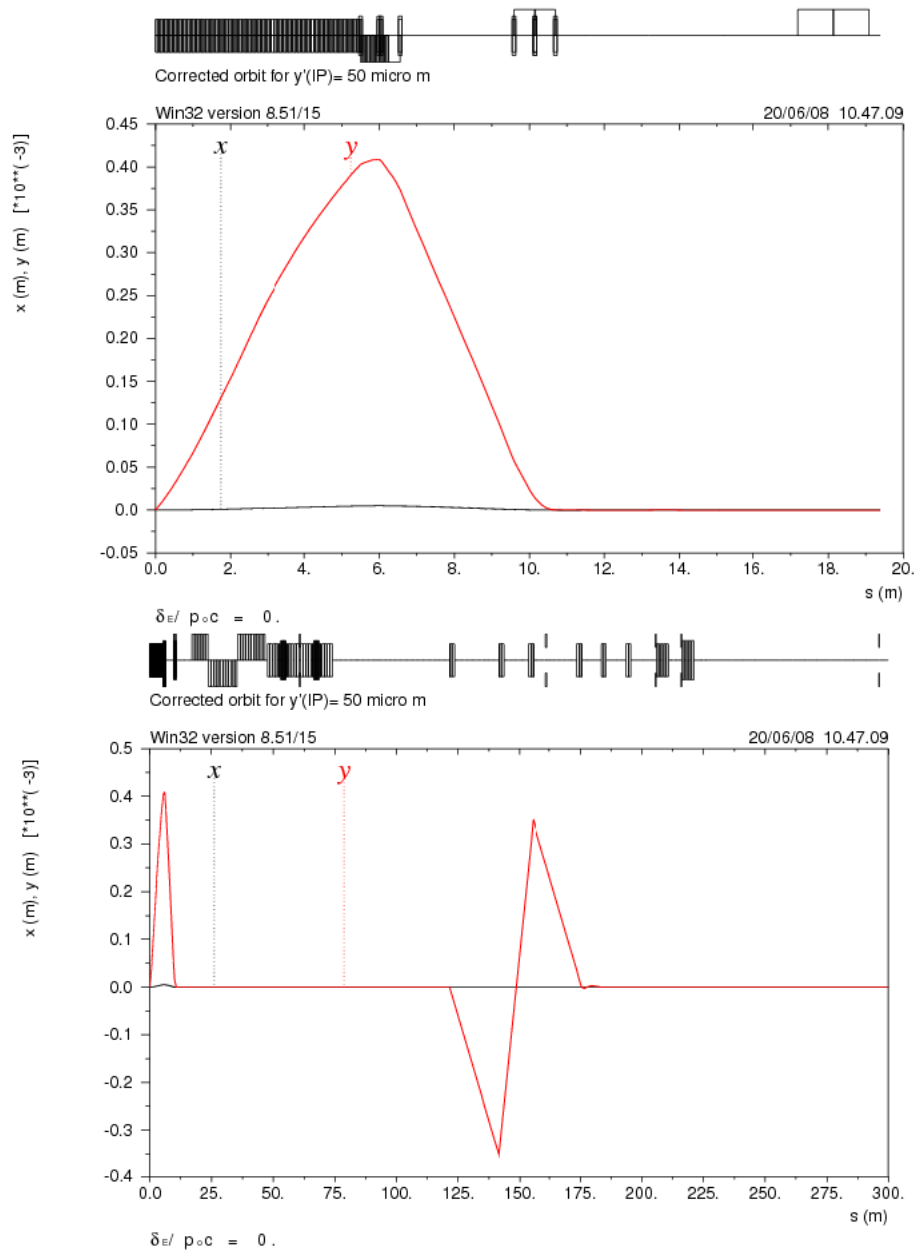 Corrected orbit for y'(IP)= 50 micro m
Win32 version 8.51/15 20/06/08 10.47.09
x (m), y (m) [*10**( -3)]
x y
0.45
0.40
0.35
0.30
0.25
0.20
0.15
0.10
0.05
0.0
-0.05
0.0 2. 4. 6. 8. 10. 12. 14. 16. 18. 20.
s (m)
δE/ p₀c = 0.
Corrected orbit for y'(IP)= 50 micro m
Win32 version 8.51/15 20/06/08 10.47.09
x (m), y (m) [*10**( -3)]
x y
0.5
0.4
0.3
0.2
0.1
0.0
-0.1
-0.2
-0.3
-0.4
0.0 25. 50. 75. 100. 125. 150. 175. 200. 225. 250. 275. 300.
s (m)
δE/ p₀c = 0.